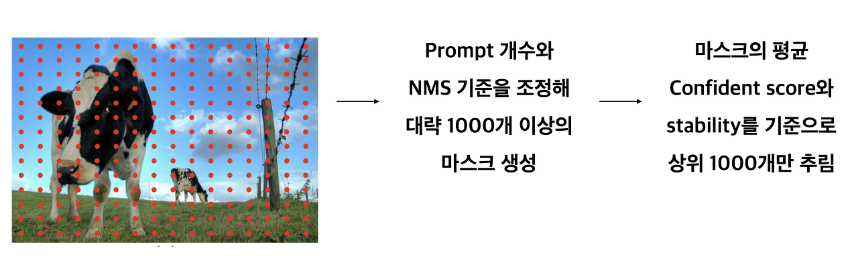 Prompt 개수와
NMS 기준을 조정해
대략 1000개 이상의
마스크 생성
마스크의 평균
Confident score와
stability를 기준으로
상위 1000개만 추림